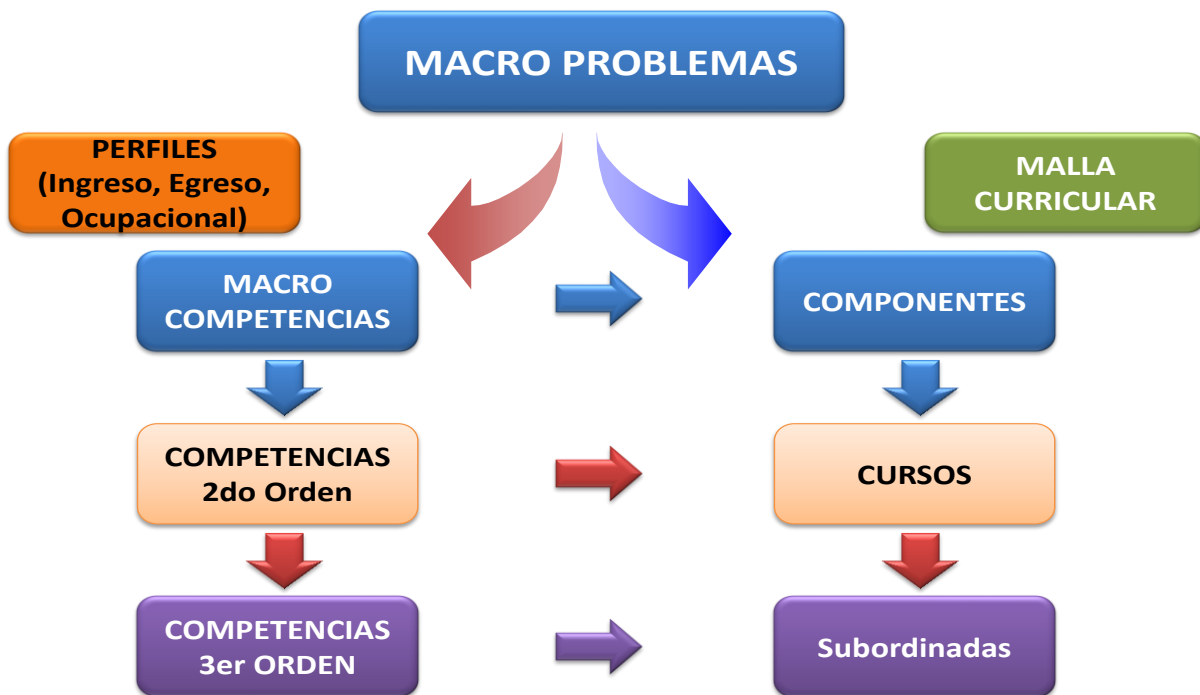 MACRO PROBLEMAS
PERFILES
(Ingreso, Egreso,
Ocupacional)
MALLA
CURRICULAR
MACRO
COMPETENCIAS
COMPONENTES
COMPETENCIAS
2do Orden
CURSOS
COMPETENCIAS
3er ORDEN
Subordinadas